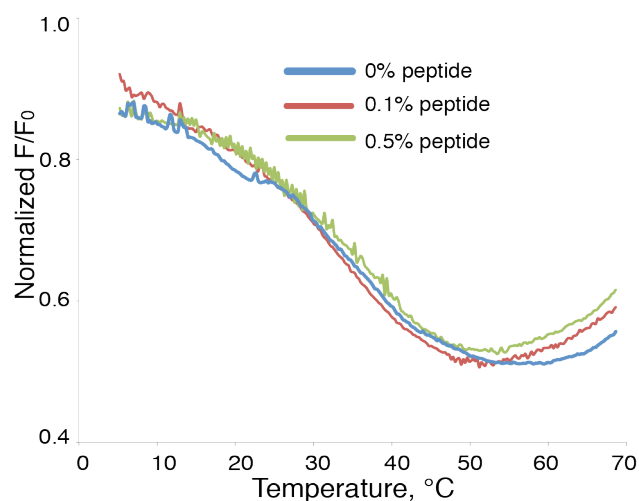 1.0
0.8
0.6
0.4
Normalized F/F₀
0% peptide
0.1% peptide
0.5% peptide
0 10 20 30 40 50 60 70
Temperature, °C